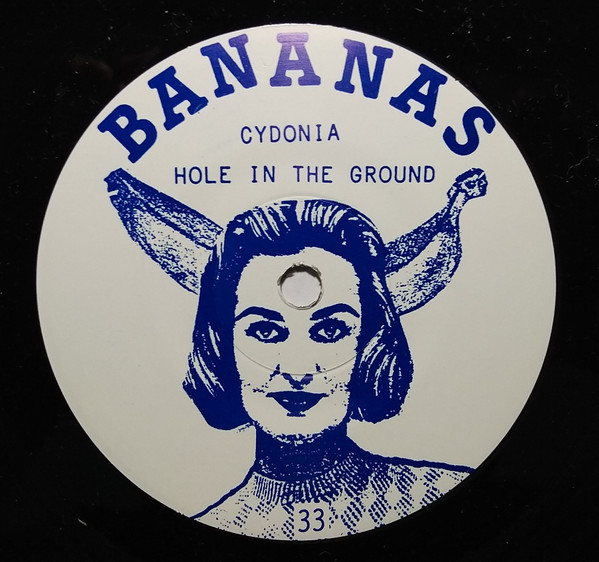 BANANAS
CYDONIA
HOLE IN THE GROUND
33